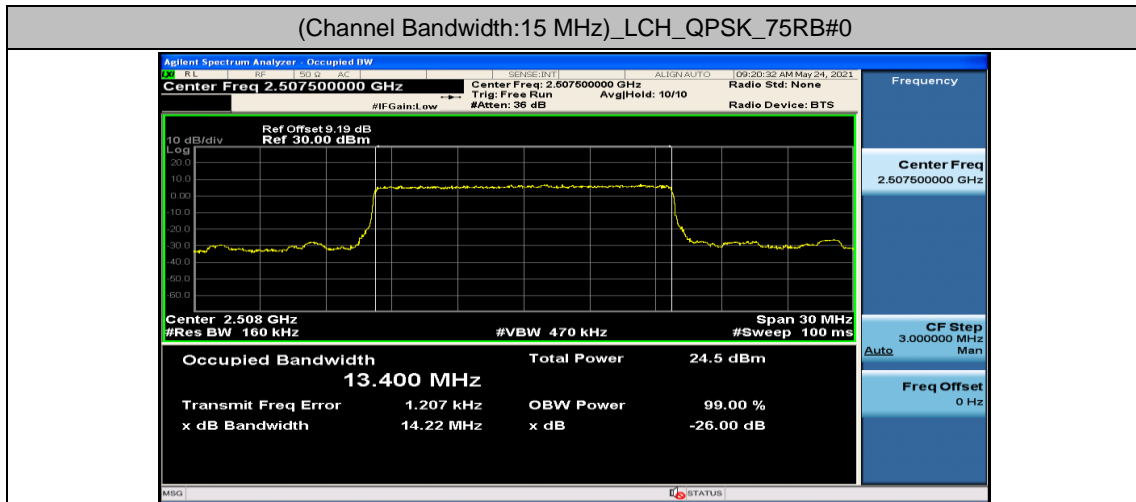 (Channel Bandwidth:15 MHz)_LCH_QPSK_75RB#0
Agilent Spectrum Analyzer - Occupied BW
LXI RL RF 50 Ω AC SENSE:INT ALIGN AUTO 09:20:32 AM May 24, 2021
Center Freq 2.507500000 GHz
Center Freq: 2.507500000 GHz Radio Std: None
Trig: Free Run Avg|Hold: 10/10
#IFGain:Low #Atten: 36 dB Radio Device: BTS
Ref Offset 9.19 dB
10 dB/div Ref 30.00 dBm
Log
20.0
10.0
0.00
-10.0
-20.0
-30.0
-40.0
-50.0
-60.0
Center 2.508 GHz Span 30 MHz
#Res BW 160 kHz #VBW 470 kHz #Sweep 100 ms
Occupied Bandwidth Total Power 24.5 dBm
13.400 MHz
Transmit Freq Error 1.207 kHz OBW Power 99.00 %
x dB Bandwidth 14.22 MHz x dB -26.00 dB
MSG STATUS
Frequency
Center Freq
2.507500000 GHz
CF Step
3.000000 MHz
Auto Man
Freq Offset
0 Hz